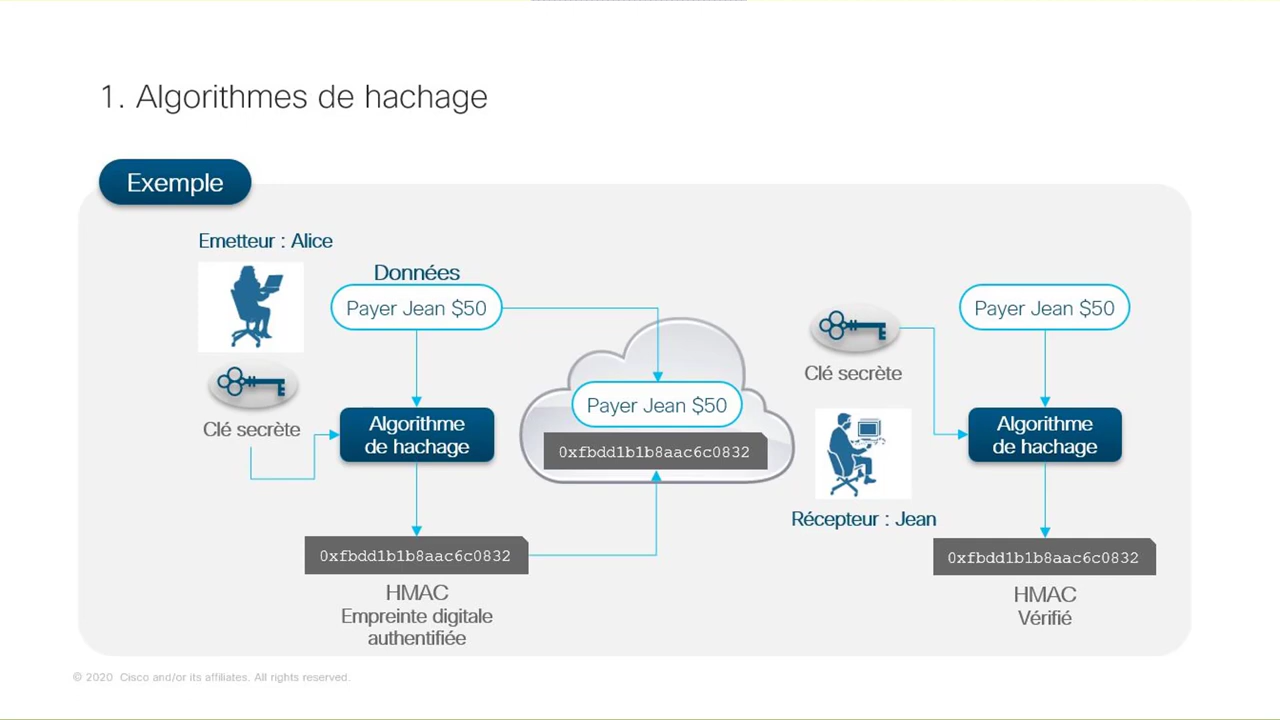 1. Algorithmes de hachage
Exemple
Emetteur : Alice
Données
Payer Jean $50
Clé secrète
Algorithme
de hachage
0xfbdd1b1b8aac6c0832
HMAC
Empreinte digitale
authentifiée
Payer Jean $50
0xfbdd1b1b8aac6c0832
Clé secrète
Récepteur : Jean
Payer Jean $50
Algorithme
de hachage
0xfbdd1b1b8aac6c0832
HMAC
Vérifié
© 2020 Cisco and/or its affiliates. All rights reserved.